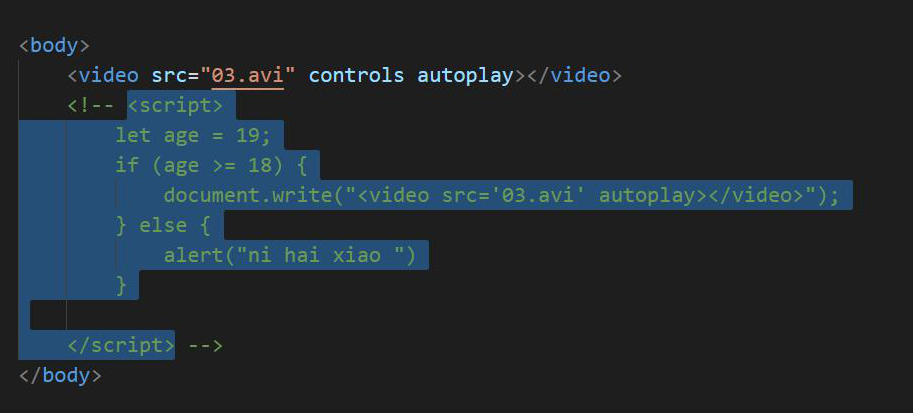 <body>
<video src="03.avi" controls autoplay></video>
<!-- <script>
let age = 19;
if (age >= 18) {
document.write("<video src='03.avi' autoplay></video>");
} else {
alert("ni hai xiao ")
}
</script> -->
</body>